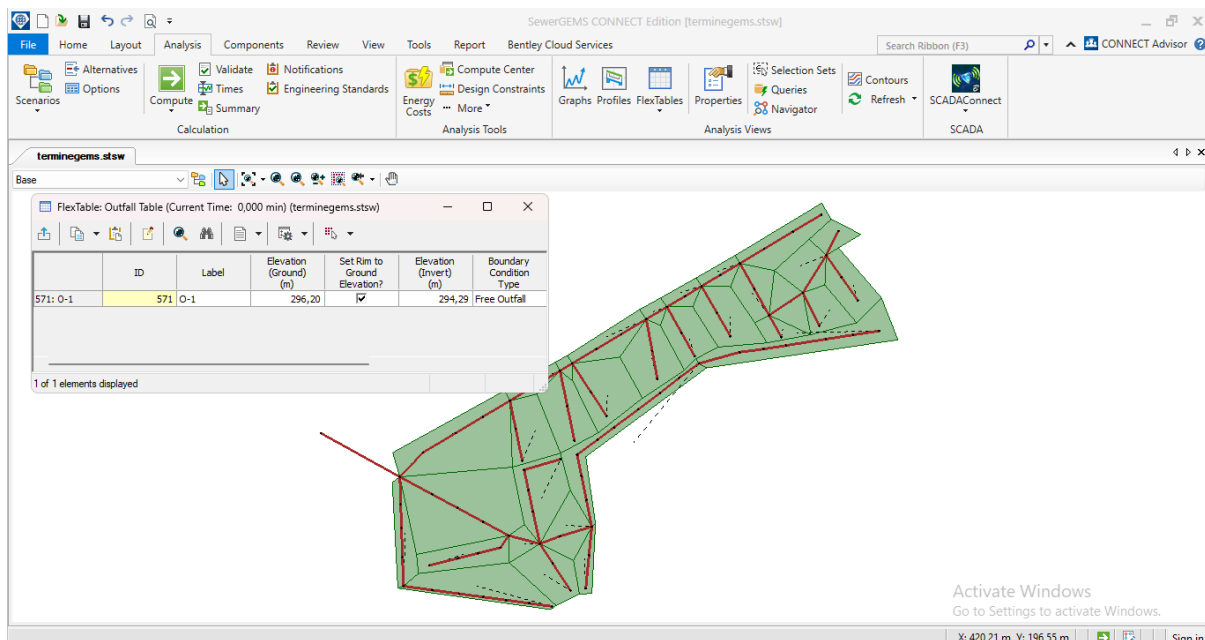 SewerGEMS CONNECT Edition [terminegems.stsw]
File Home Layout Analysis Components Review View Tools Report Bentley Cloud Services Search Ribbon (F3) CONNECT Advisor
Scenarios
Alternatives
Options
Compute
Validate
Times
Summary
Notifications
Engineering Standards
Calculation
Energy Costs
Compute Center
Design Constraints
More
Analysis Tools
Graphs Profiles FlexTables Properties
Selection Sets
Queries
Navigator
Contours
Refresh
Analysis Views
SCADAConnect
SCADA
terminegems.stsw
Base
FlexTable: Outfall Table (Current Time: 0,000 min) (terminegems.stsw)
ID Label Elevation (Ground) (m) Set Rim to Ground Elevation? Elevation (Invert) (m) Boundary Condition Type
571: O-1 571 O-1 296,20 294,29 Free Outfall
1 of 1 elements displayed
Activate Windows
Go to Settings to activate Windows.
X: 420,21 m, Y: 196,55 m Sign in